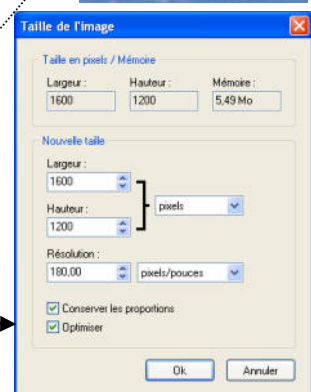 Taille de l'image
Taille en pixels / Mémoire
Largeur : Hauteur : Mémoire :
1600 1200 5,49 Mo
Nouvelle taille
Largeur :
1600
pixels
Hauteur :
1200
Résolution :
180,00 pixels/pouces
Conserver les proportions
Optimiser
Ok Annuler